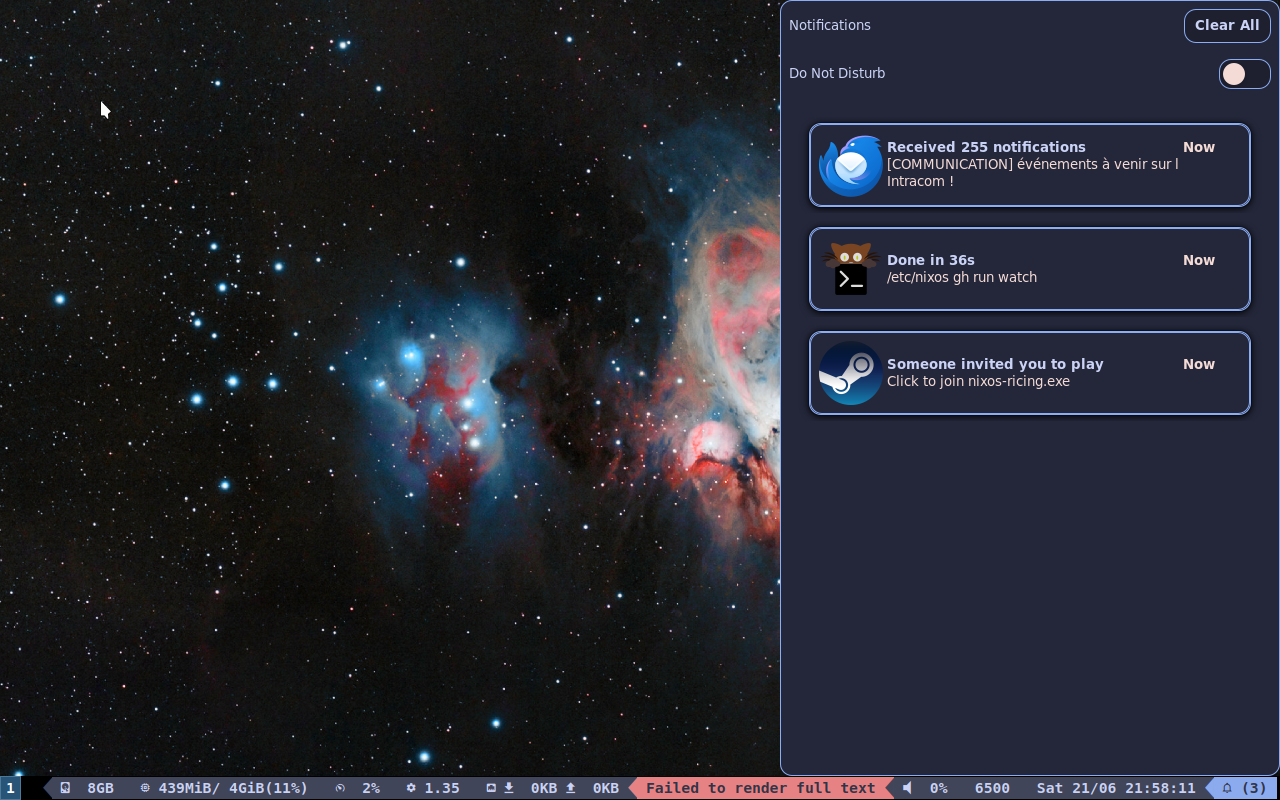 Notifications
Clear All
Do Not Disturb
Received 255 notifications
Now
[COMMUNICATION] événements à venir sur l
Intracom !
Done in 36s
Now
/etc/nixos gh run watch
>_
Someone invited you to play
Now
Click to join nixos-ricing.exe
1
8GB
439MiB/ 4GiB(11%)
2%
1.35
0KB
0KB
Failed to render full text
0%
6500
Sat 21/06 21:58:11
(3)